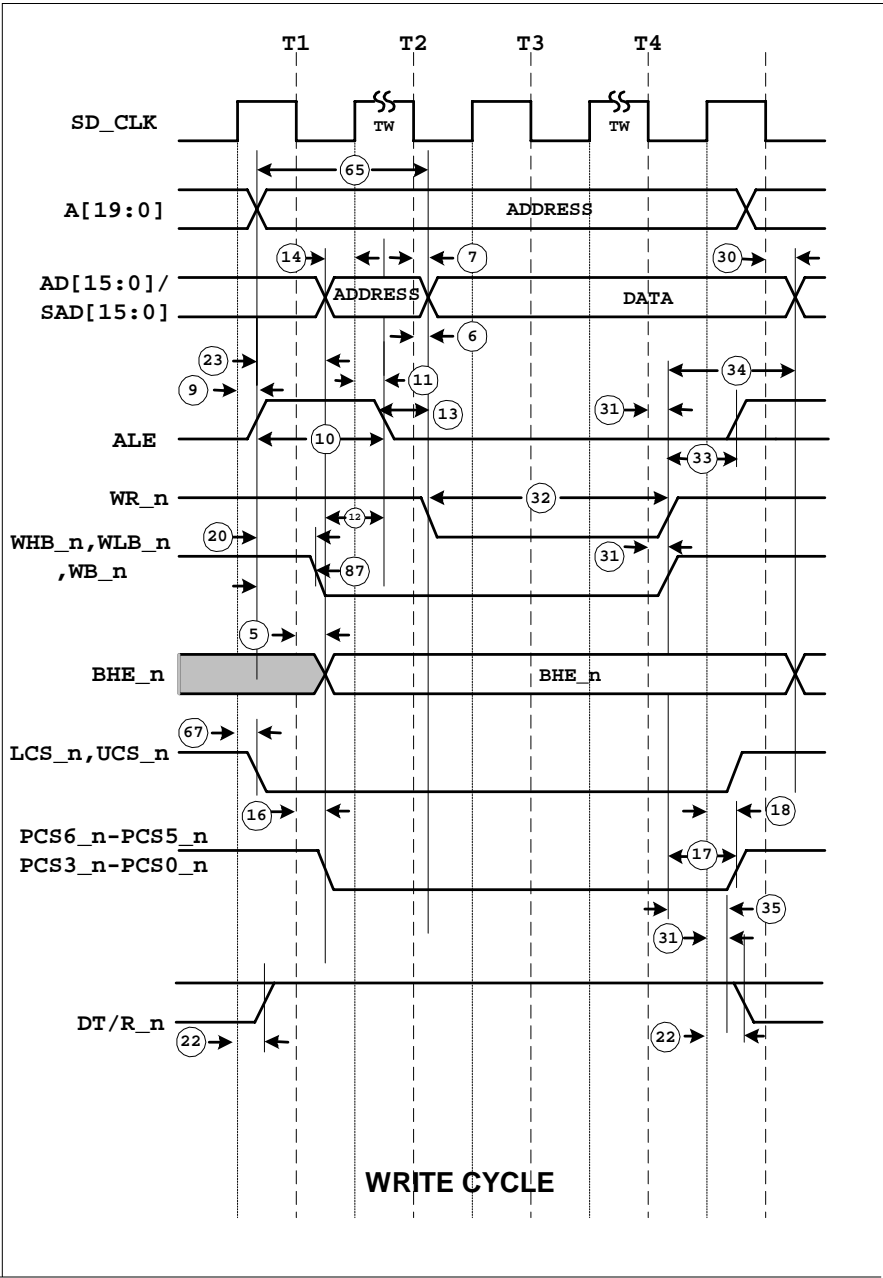 T1 T2 T3 T4
SD_CLK
TW TW
65
A[19:0] ADDRESS
14 7 30
AD[15:0]/
SAD[15:0]
ADDRESS DATA
6
23
11 34
9
31
13
ALE 10
33
WR_n 32
12
20
WHB_n,WLB_n
,WB_n
31
87
5
BHE_n BHE_n
67
LCS_n,UCS_n
16 18
PCS6_n-PCS5_n
PCS3_n-PCS0_n
17
35
31
DT/R_n
22 22
WRITE CYCLE